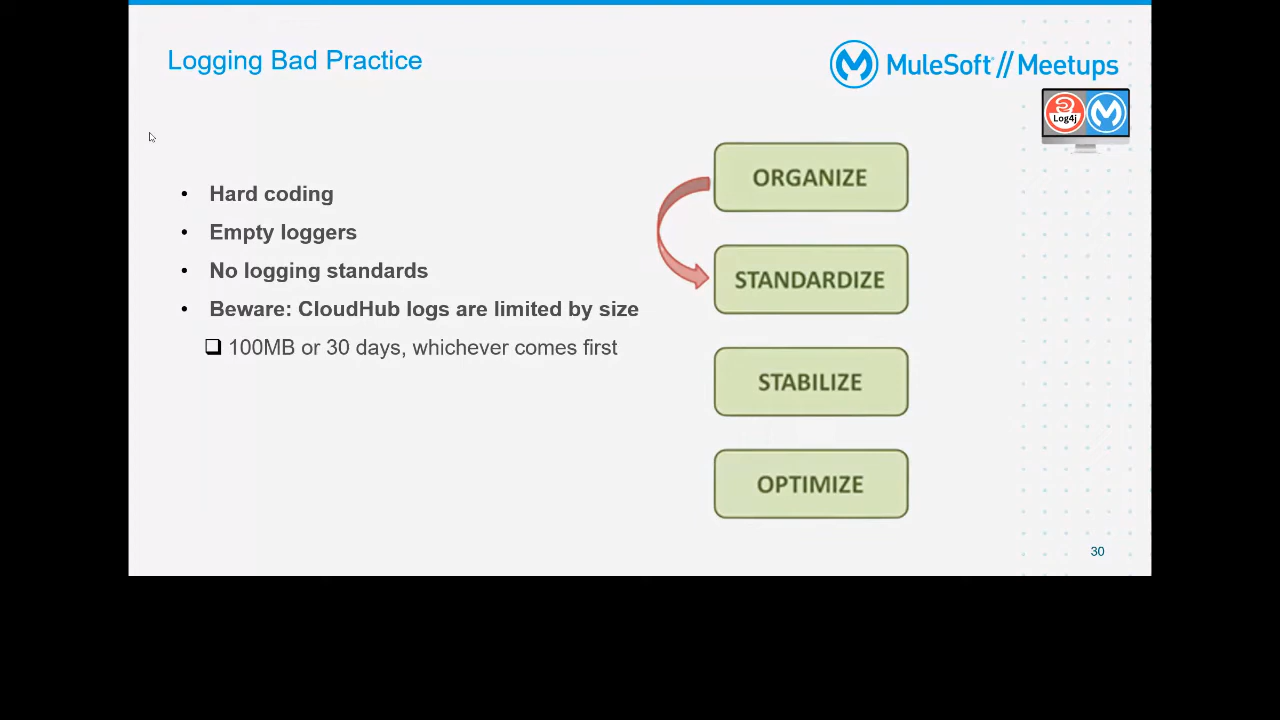 Logging Bad Practice
MuleSoft // Meetups
Log4j
Hard coding
Empty loggers
No logging standards
Beware: CloudHub logs are limited by size
100MB or 30 days, whichever comes first
ORGANIZE
STANDARDIZE
STABILIZE
OPTIMIZE
30